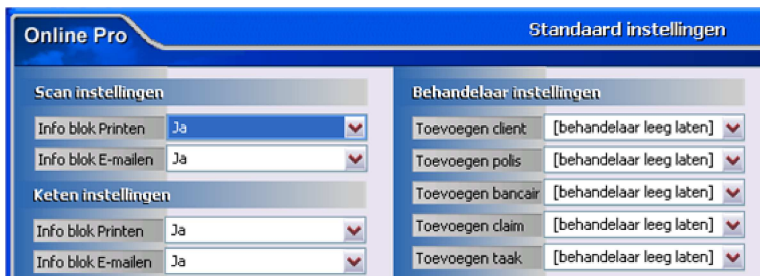 Online Pro
Standaard instellingen
Scan instellingen
Info blok Printen Ja
Info blok E-mailen Ja
Keten instellingen
Info blok Printen Ja
Info blok E-mailen Ja
Behandelaar instellingen
Toevoegen client [behandelaar leeg laten]
Toevoegen polis [behandelaar leeg laten]
Toevoegen bancair [behandelaar leeg laten]
Toevoegen claim [behandelaar leeg laten]
Toevoegen taak [behandelaar leeg laten]